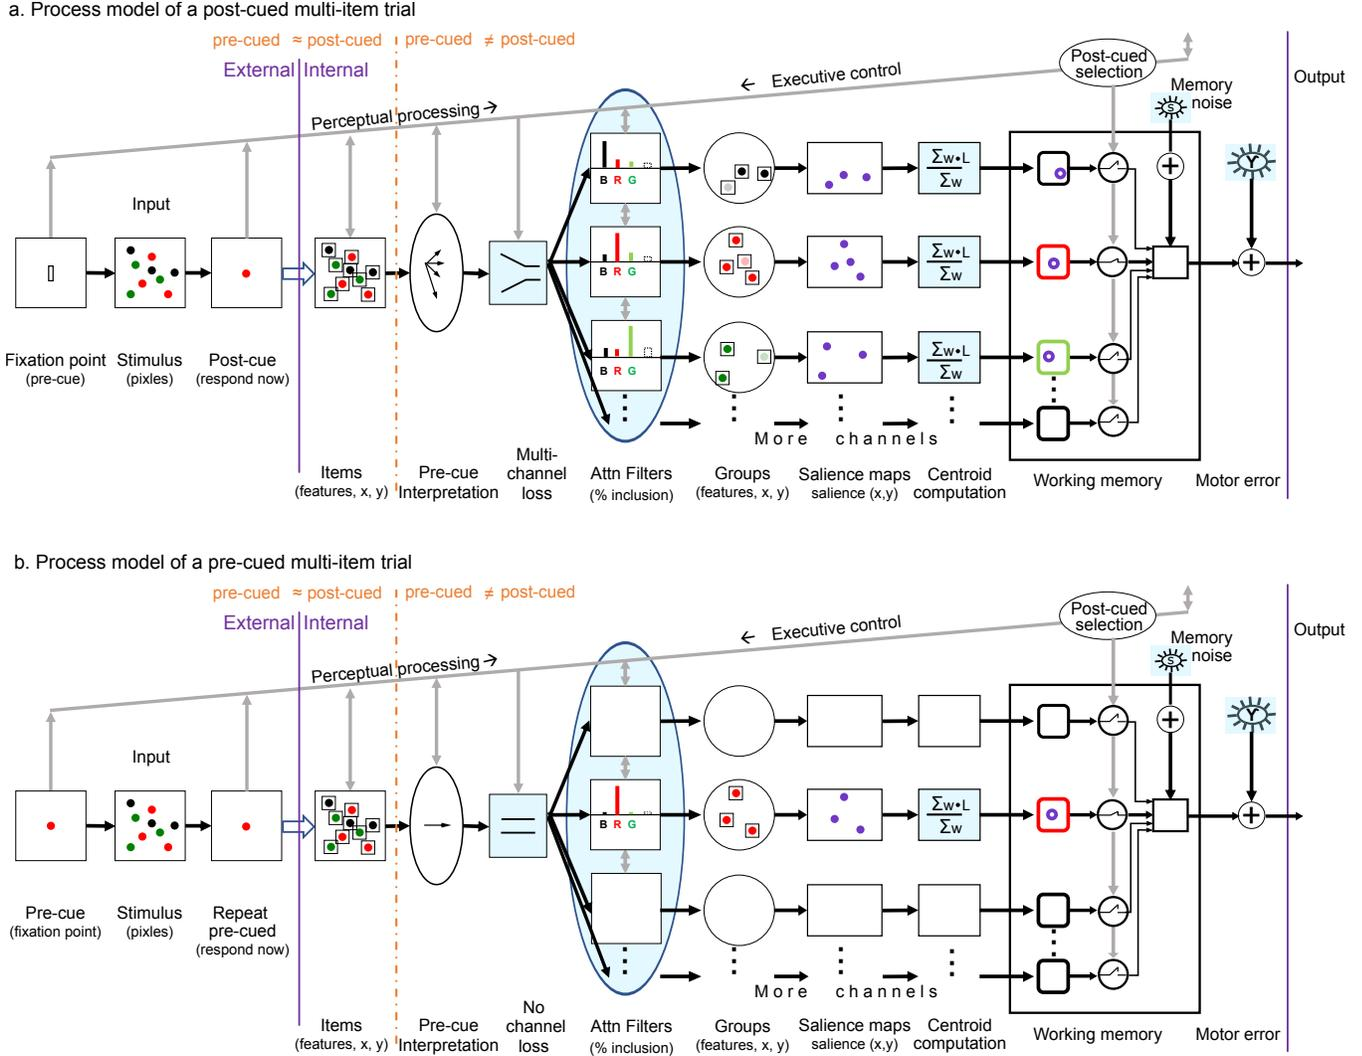 a. Process model of a post-cued multi-item trial
pre-cued ≈ post-cued pre-cued ≠ post-cued
External Internal
Perceptual processing →
← Executive control
Post-cued
selection
Memory
noise
S
Output
Input
B R G
Σw•L
Σw
ϒ
B R G
Σw•L
Σw
B R G
Σw•L
Σw
More channels
Fixation point
(pre-cue)
Stimulus
(pixles)
Post-cue
(respond now)
Items
(features, x, y)
Pre-cue
Interpretation
Multi-
channel
loss
Attn Filters
(% inclusion)
Groups
(features, x, y)
Salience maps
salience (x,y)
Centroid
computation
Working memory
Motor error
b. Process model of a pre-cued multi-item trial
pre-cued ≈ post-cued pre-cued ≠ post-cued
External Internal
Perceptual processing →
← Executive control
Post-cued
selection
Memory
noise
S
Output
Input
ϒ
B R G
Σw•L
Σw
More channels
Pre-cue
(fixation point)
Stimulus
(pixles)
Repeat
pre-cued
(respond now)
Items
(features, x, y)
Pre-cue
Interpretation
No
channel
loss
Attn Filters
(% inclusion)
Groups
(features, x, y)
Salience maps
salience (x,y)
Centroid
computation
Working memory
Motor error